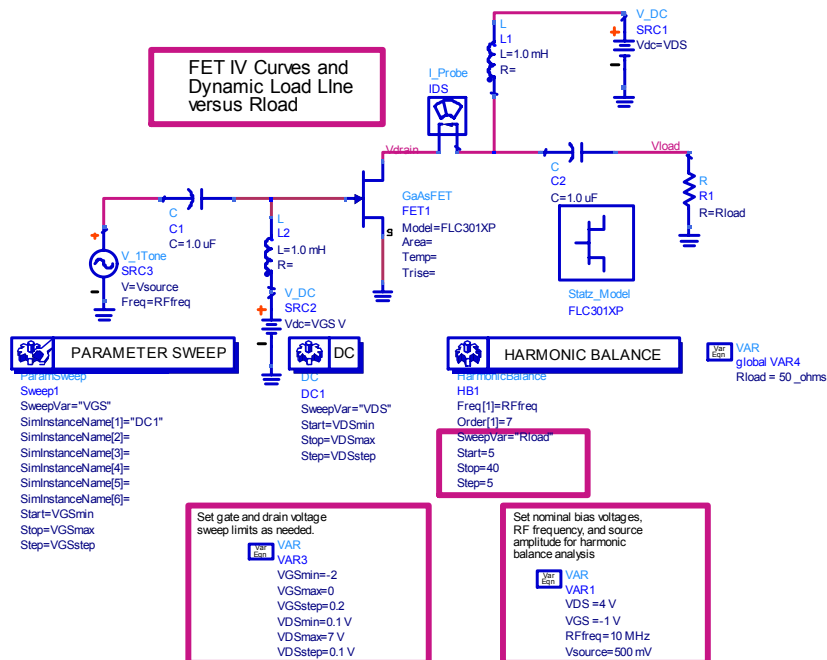 FET IV Curves and
Dynamic Load LIne
versus Rload
V_DC
SRC1
Vdc=VDS
L
L1
L=1.0 mH
R=
I_Probe
IDS
Vdrain
Vload
C
C2
C=1.0 uF
R
R1
R=Rload
GaAsFET
FET1
Model=FLC301XP
Area=
Temp=
Trise=
Statz_Model
FLC301XP
C
C1
C=1.0 uF
L
L2
L=1.0 mH
R=
V_1Tone
SRC3
V=Vsource
Freq=RFfreq
V_DC
SRC2
Vdc=VGS V
PARAMETER SWEEP
ParamSweep
Sweep1
SweepVar="VGS"
SimInstanceName[1]="DC1"
SimInstanceName[2]=
SimInstanceName[3]=
SimInstanceName[4]=
SimInstanceName[5]=
SimInstanceName[6]=
Start=VGSmin
Stop=VGSmax
Step=VGSstep
DC
DC
DC1
SweepVar="VDS"
Start=VDSmin
Stop=VDSmax
Step=VDSstep
HARMONIC BALANCE
HarmonicBalance
HB1
Freq[1]=RFfreq
Order[1]=7
SweepVar="Rload"
Start=5
Stop=40
Step=5
Var
Eqn
VAR
global VAR4
Rload = 50 _ohms
Set gate and drain voltage
sweep limits as needed.
Var
Eqn
VAR
VAR3
VGSmin=-2
VGSmax=0
VGSstep=0.2
VDSmin=0.1 V
VDSmax=7 V
VDSstep=0.1 V
Set nominal bias voltages,
RF frequency, and source
amplitude for harmonic
balance analysis
Var
Eqn
VAR
VAR1
VDS =4 V
VGS =-1 V
RFfreq=10 MHz
Vsource=500 mV